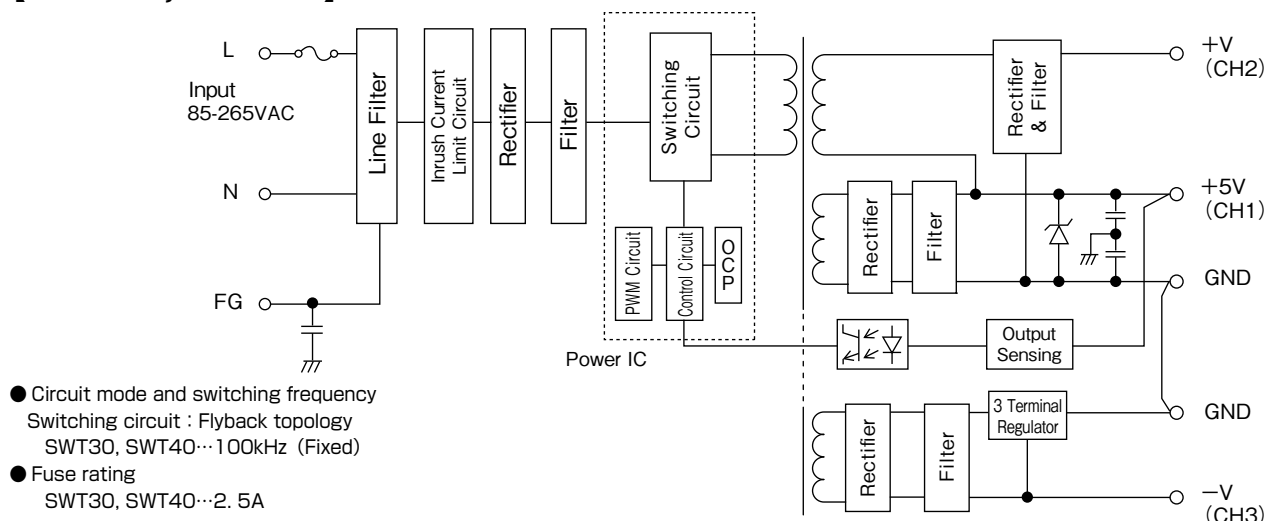 L
Input
85-265VAC
N
FG
Line Filter
Inrush Current
Limit Circuit
Rectifier
Filter
Switching
Circuit
PWM Circuit
Control Circuit
OCP
Power IC
Rectifier
& Filter
+V
(CH2)
Rectifier
Filter
+5V
(CH1)
GND
Output
Sensing
Rectifier
Filter
3 Terminal
Regulator
GND
−V
(CH3)
● Circuit mode and switching frequency
Switching circuit : Flyback topology
SWT30, SWT40…100kHz (Fixed)
● Fuse rating
SWT30, SWT40…2. 5A